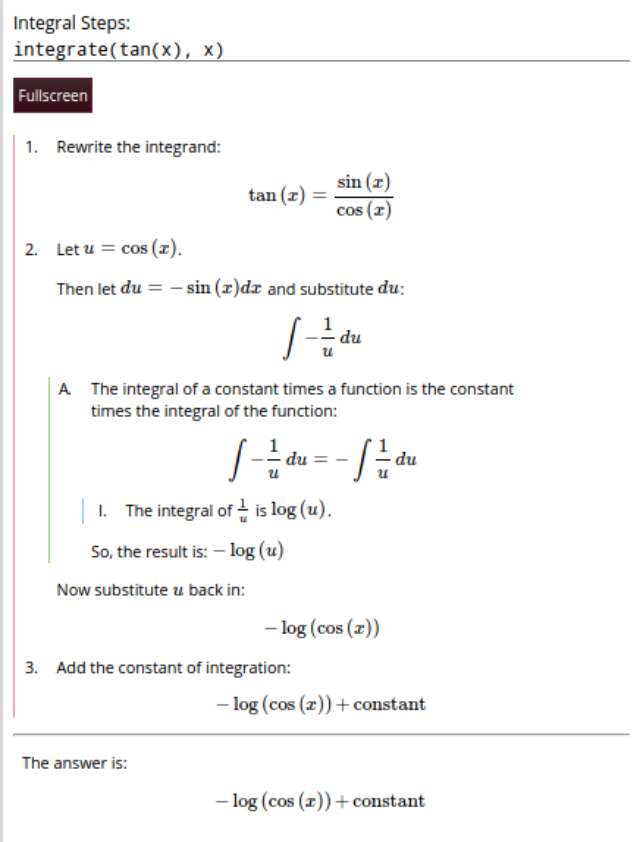 Integral Steps:
integrate(tan(x), x)
Fullscreen
1. Rewrite the integrand:
tan (x) = sin (x) / cos (x)
2. Let u = cos (x).
Then let du = − sin (x)dx and substitute du:
∫ − 1/u du
A. The integral of a constant times a function is the constant
times the integral of the function:
∫ − 1/u du = − ∫ 1/u du
I. The integral of 1/u is log (u).
So, the result is: − log (u)
Now substitute u back in:
− log (cos (x))
3. Add the constant of integration:
− log (cos (x)) + constant
The answer is:
− log (cos (x)) + constant